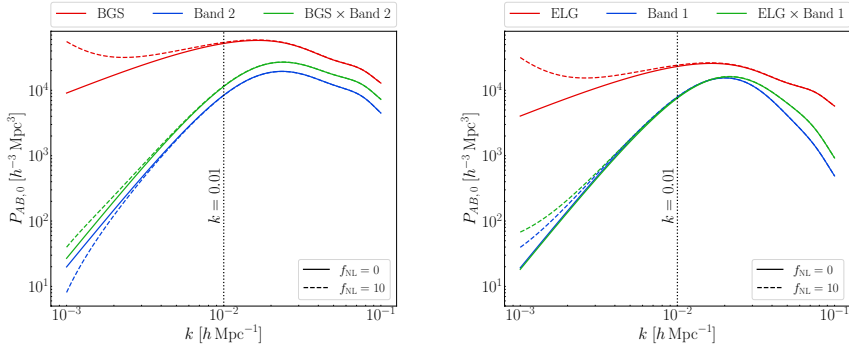 BGS Band 2 BGS × Band 2
10^4
10^3
10^2
10^1
P_{AB,0} [h^{-3} Mpc^3]
k = 0.01
f_NL = 0
f_NL = 10
10^{-3} 10^{-2} 10^{-1}
k [h Mpc^{-1}]
ELG Band 1 ELG × Band 1
10^4
10^3
10^2
10^1
P_{AB,0} [h^{-3} Mpc^3]
k = 0.01
f_NL = 0
f_NL = 10
10^{-3} 10^{-2} 10^{-1}
k [h Mpc^{-1}]